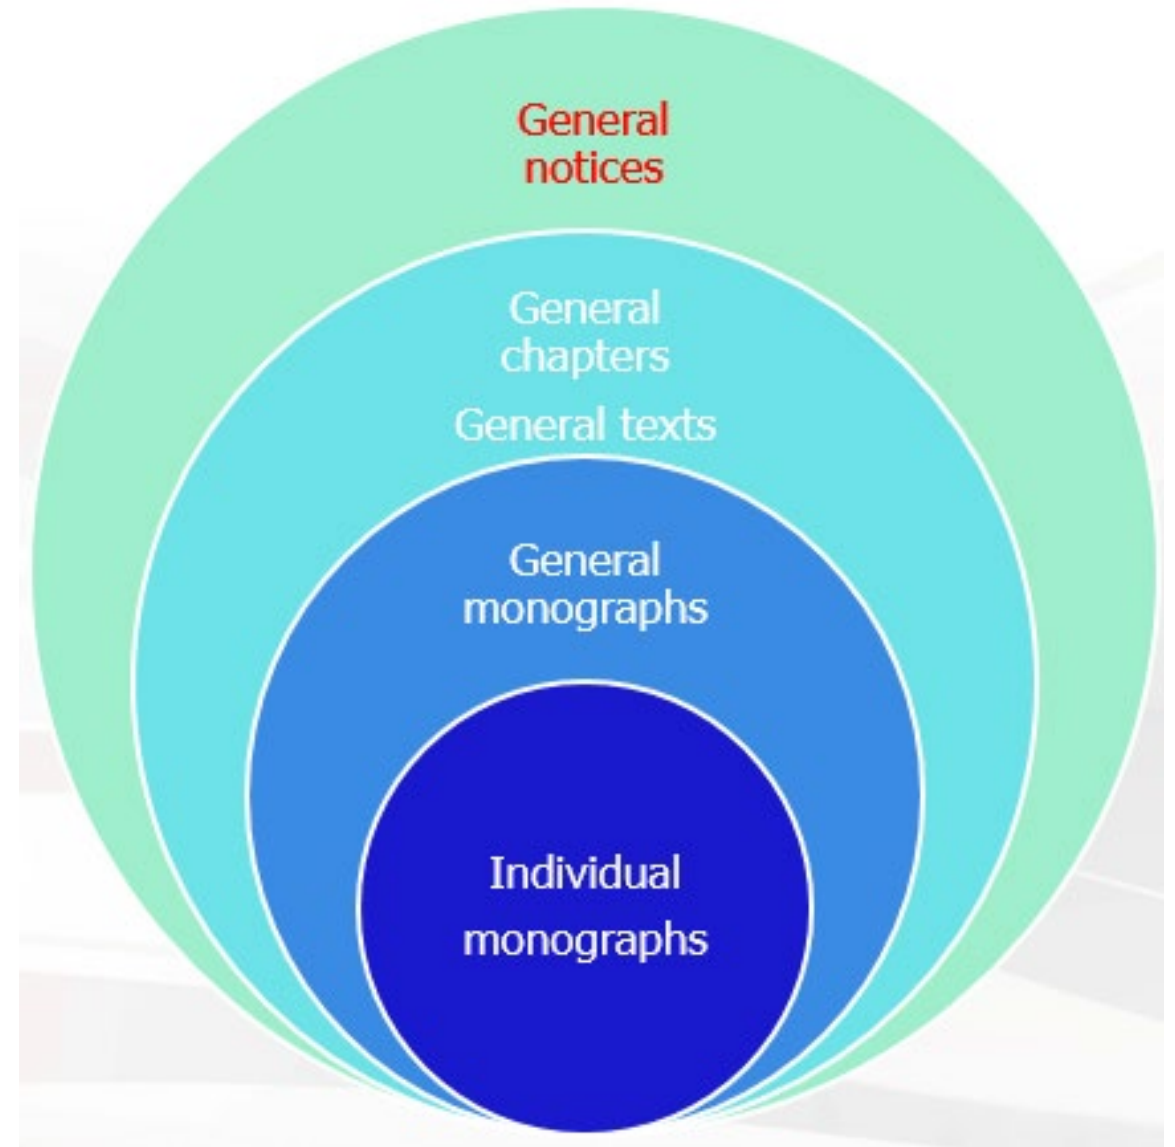 General
notices
General
chapters
General texts
General
monographs
Individual
monographs